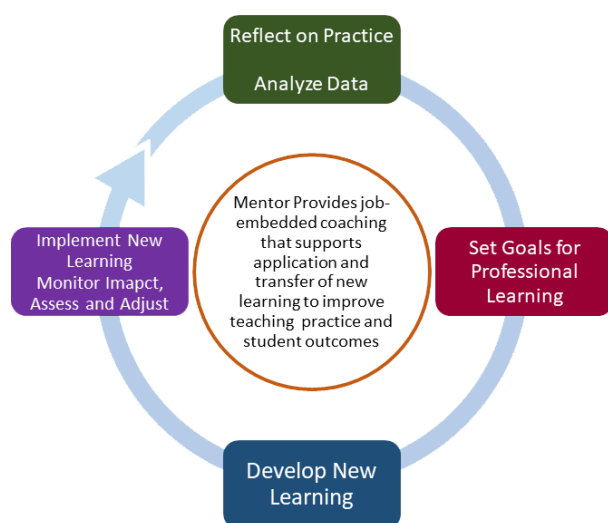 Reflect on Practice
Analyze Data
Mentor Provides job-
embedded coaching
that supports
application and
transfer of new
learning to improve
teaching practice and
student outcomes
Set Goals for
Professional
Learning
Develop New
Learning
Implement New
Learning
Monitor Imapct,
Assess and Adjust